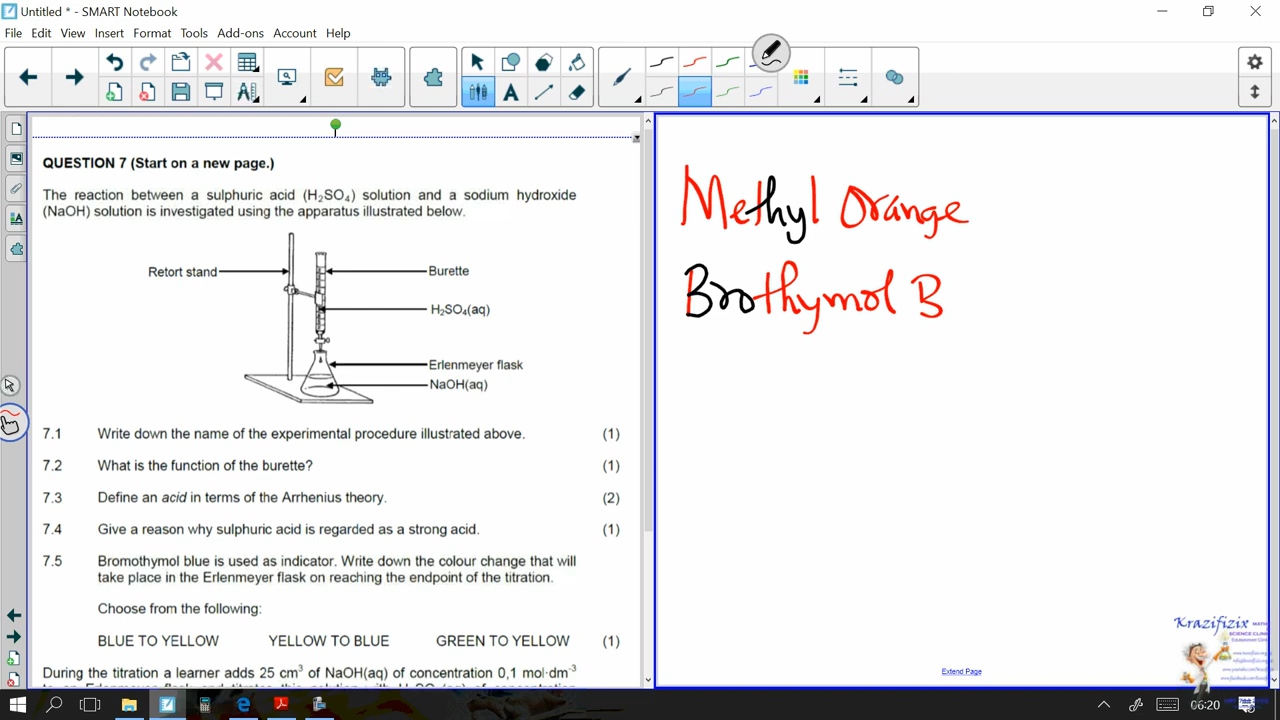 Untitled * - SMART Notebook
File Edit View Insert Format Tools Add-ons Account Help
QUESTION 7 (Start on a new page.)
The reaction between a sulphuric acid (H₂SO₄) solution and a sodium hydroxide
(NaOH) solution is investigated using the apparatus illustrated below.
Retort stand
Burette
H₂SO₄(aq)
Erlenmeyer flask
NaOH(aq)
7.1 Write down the name of the experimental procedure illustrated above. (1)
7.2 What is the function of the burette? (1)
7.3 Define an acid in terms of the Arrhenius theory. (2)
7.4 Give a reason why sulphuric acid is regarded as a strong acid. (1)
7.5 Bromothymol blue is used as indicator. Write down the colour change that will
take place in the Erlenmeyer flask on reaching the endpoint of the titration.
Choose from the following:
BLUE TO YELLOW YELLOW TO BLUE GREEN TO YELLOW (1)
During the titration a learner adds 25 cm³ of NaOH(aq) of concentration 0,1 mol·dm⁻³
Methyl Orange
Brothymol B
Krazifizix
SCIENCE CLINIC
Extend Page
06:20